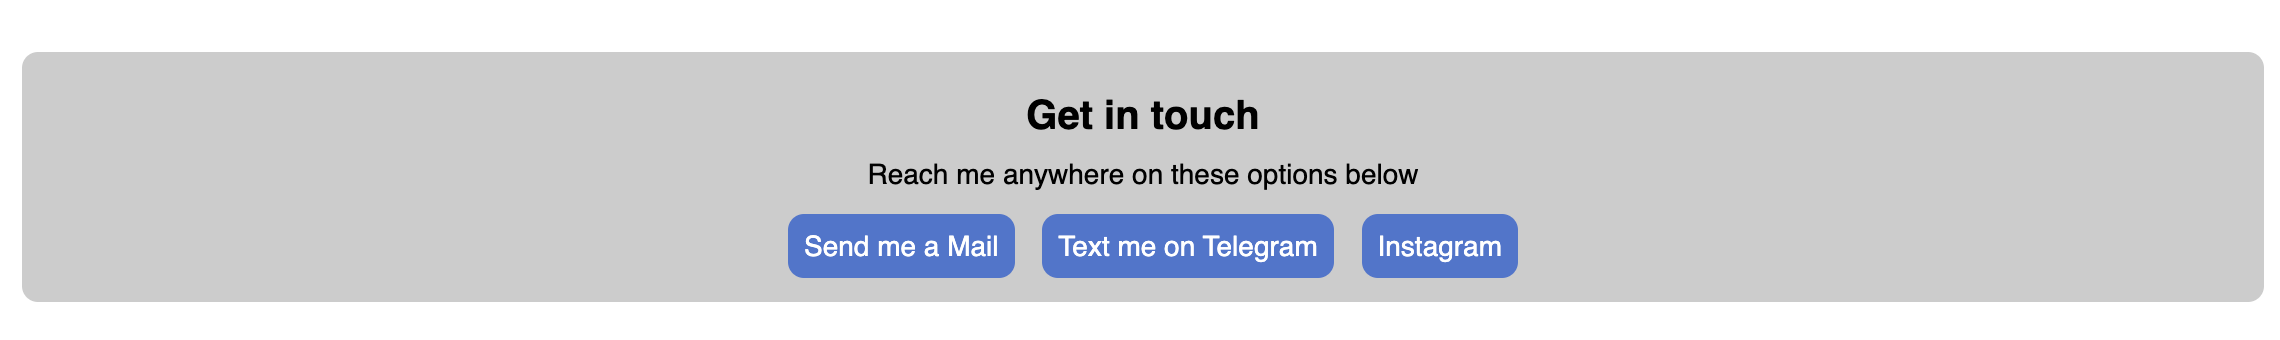 Get in touch
Reach me anywhere on these options below
Send me a Mail Text me on Telegram Instagram